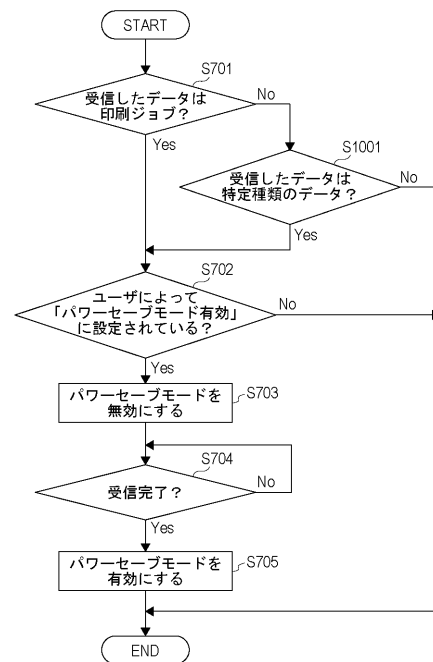 START
S701
受信したデータは
印刷ジョブ？
No
Yes
S1001
受信したデータは
特定種類のデータ？
No
Yes
S702
ユーザによって
「パワーセーブモード有効」
に設定されている？
No
Yes
パワーセーブモードを
無効にする
S703
S704
受信完了？
No
Yes
パワーセーブモードを
有効にする
S705
END